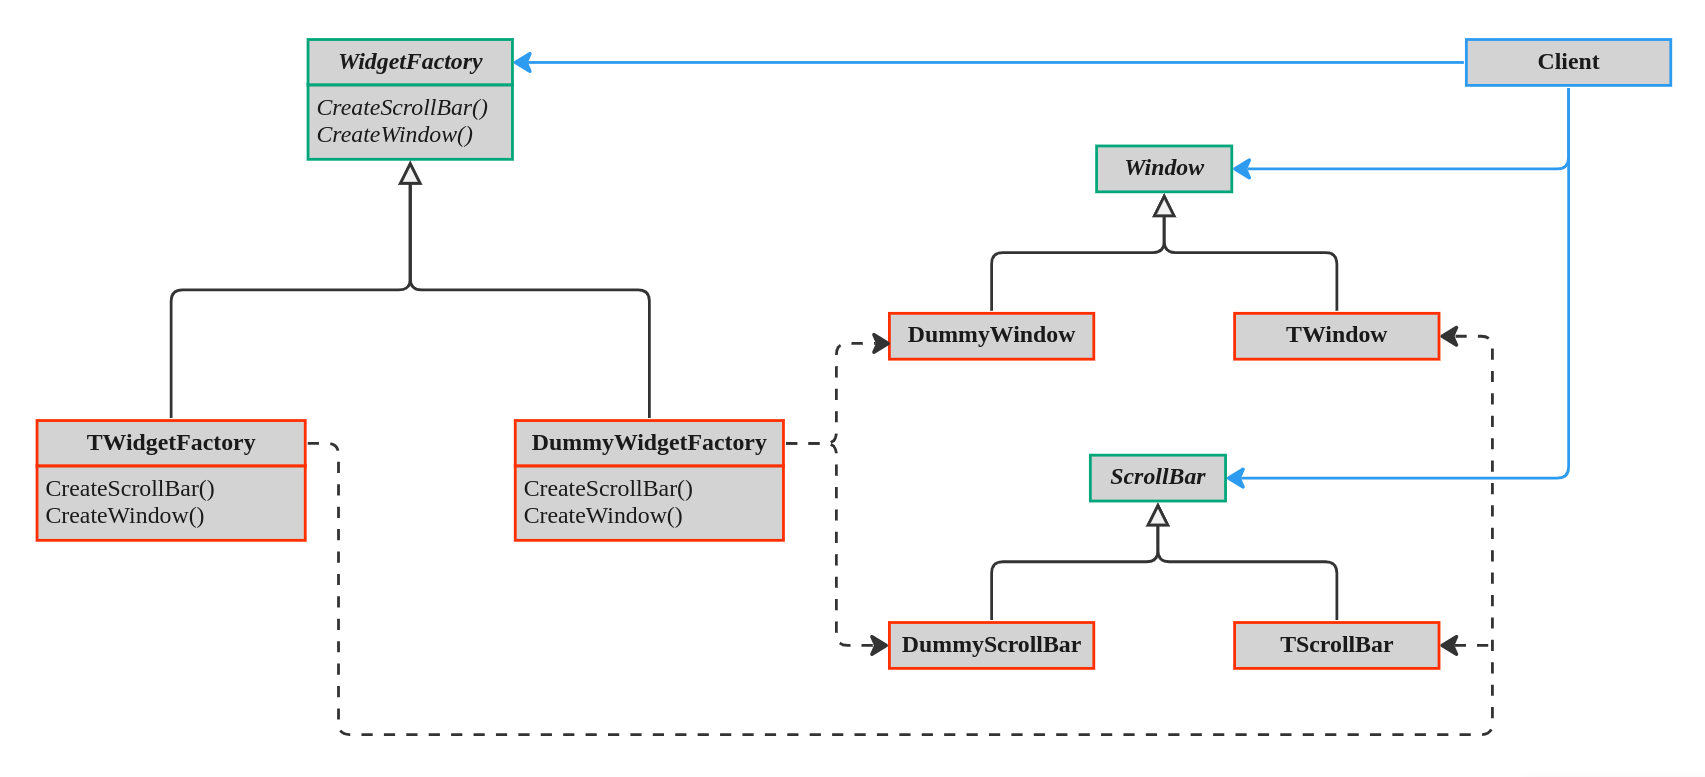 WidgetFactory
CreateScrollBar()
CreateWindow()
Client
Window
DummyWindow
TWindow
TWidgetFactory
CreateScrollBar()
CreateWindow()
DummyWidgetFactory
CreateScrollBar()
CreateWindow()
ScrollBar
DummyScrollBar
TScrollBar